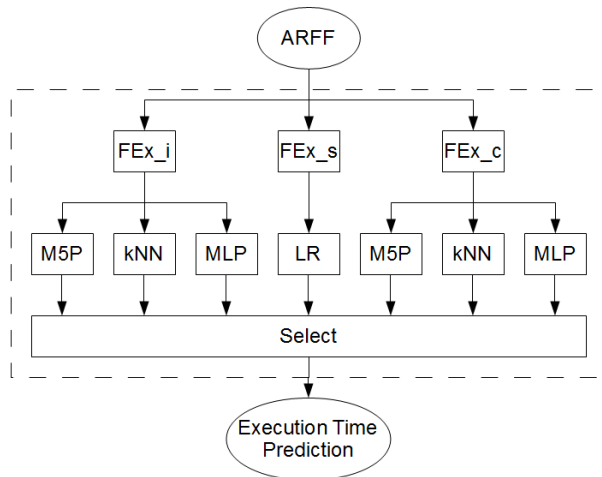 ARFF
FEx_i
FEx_s
FEx_c
M5P
kNN
MLP
LR
M5P
kNN
MLP
Select
Execution Time
Prediction